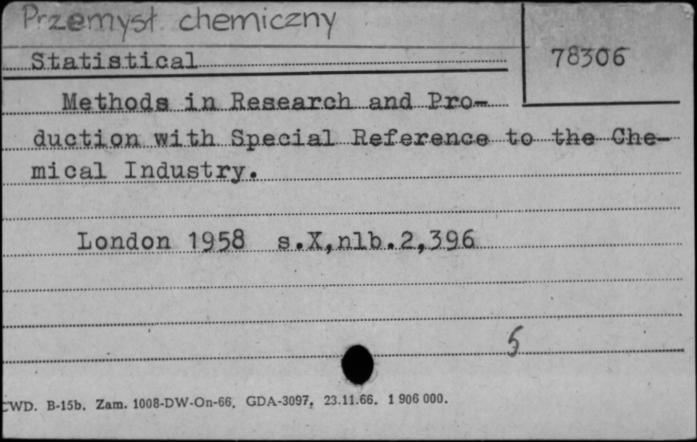 Przemysł chemiczny
Statistical
78306
Methods in Research and Pro-
duction with Special Reference to the Che-
mical Industry.
London 1958 s.X,nlb.2,396
5
CWD. B-15b. Zam. 1008-DW-On-66. GDA-3097, 23.11.66. 1 906 000.